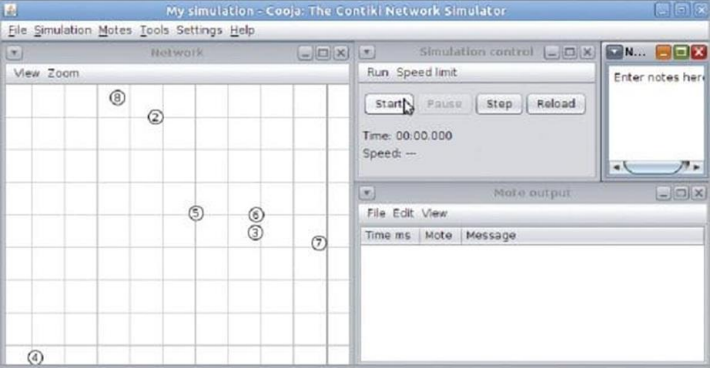 My simulation - Cooja: The Contiki Network Simulator
File Simulation Motes Tools Settings Help
Network
View Zoom
8
2
5
6
3
7
4
Simulation control
Run Speed limit
Start Pause Step Reload
Time: 00:00.000
Speed: ---
N...
Enter notes here
Mote output
File Edit View
Time ms Mote Message